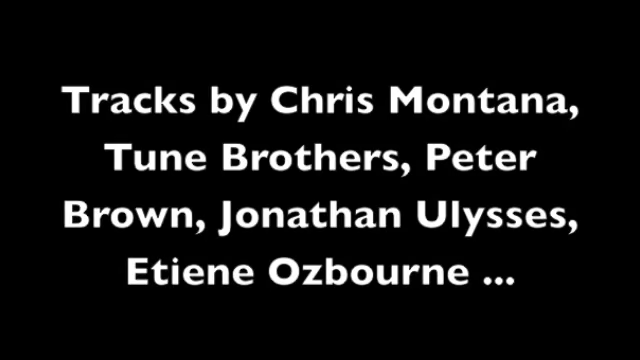 Tracks by Chris Montana,
Tune Brothers, Peter
Brown, Jonathan Ulysses,
Etiene Ozbourne ...